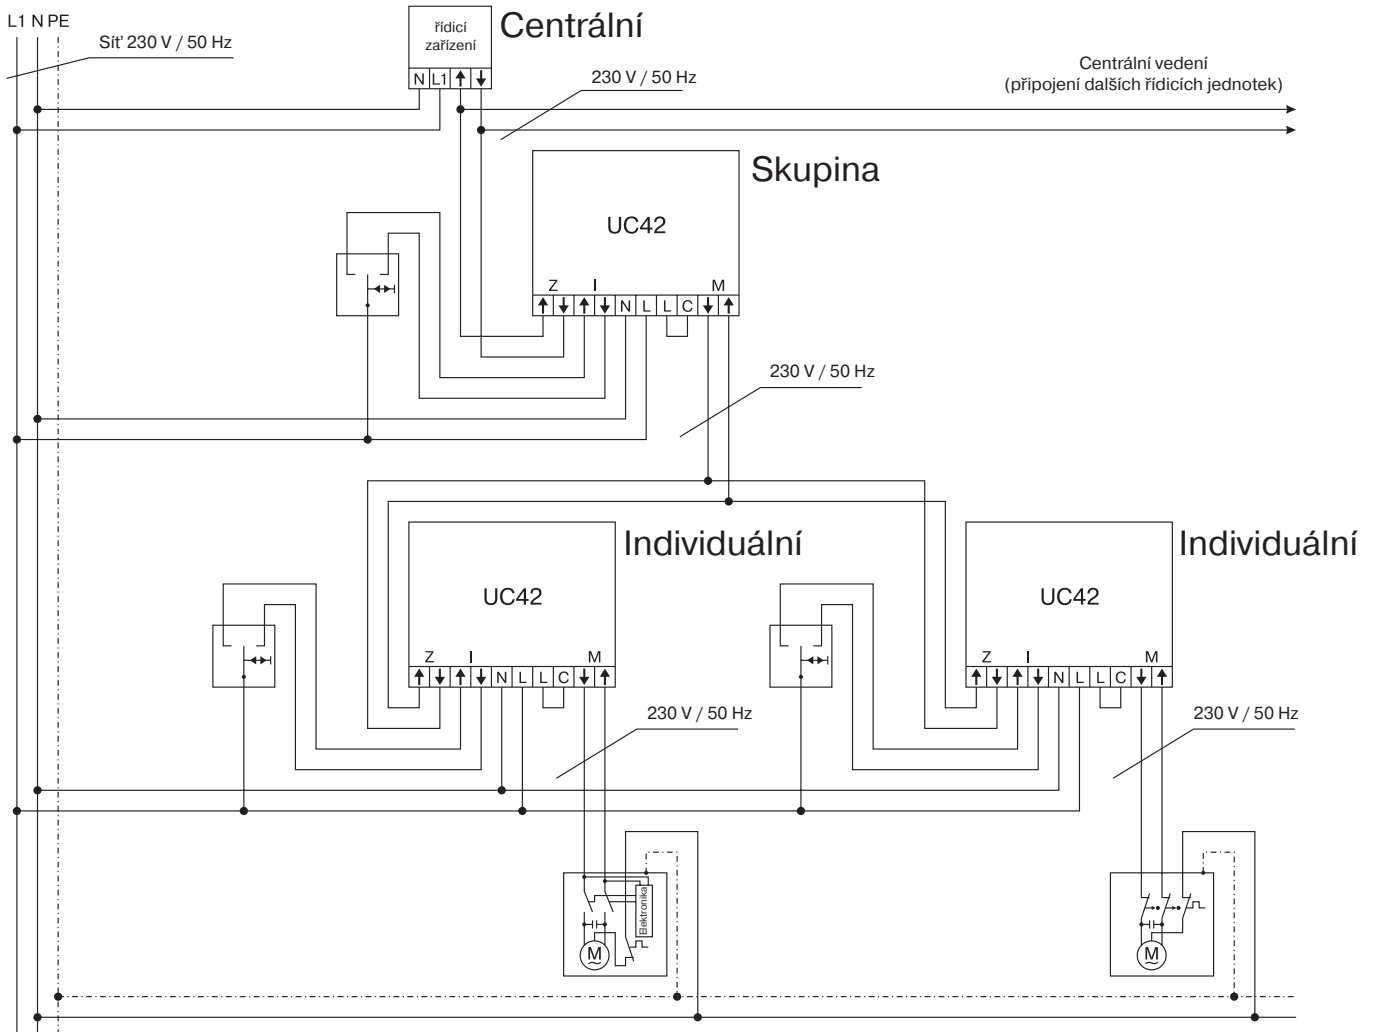 L1 N PE
Síť 230 V / 50 Hz
řídicí
zařízení
N L1 ↑ ↓
Centrální
230 V / 50 Hz
Centrální vedení
(připojení dalších řídicích jednotek)
Skupina
UC42
Z I M
↑ ↓ ↑ ↓ N L L C ↓ ↑
230 V / 50 Hz
Individuální
UC42
Z I M
↑ ↓ ↑ ↓ N L L C ↓ ↑
230 V / 50 Hz
Elektronika
M
~
Individuální
UC42
Z I M
↑ ↓ ↑ ↓ N L L C ↓ ↑
230 V / 50 Hz
M
~